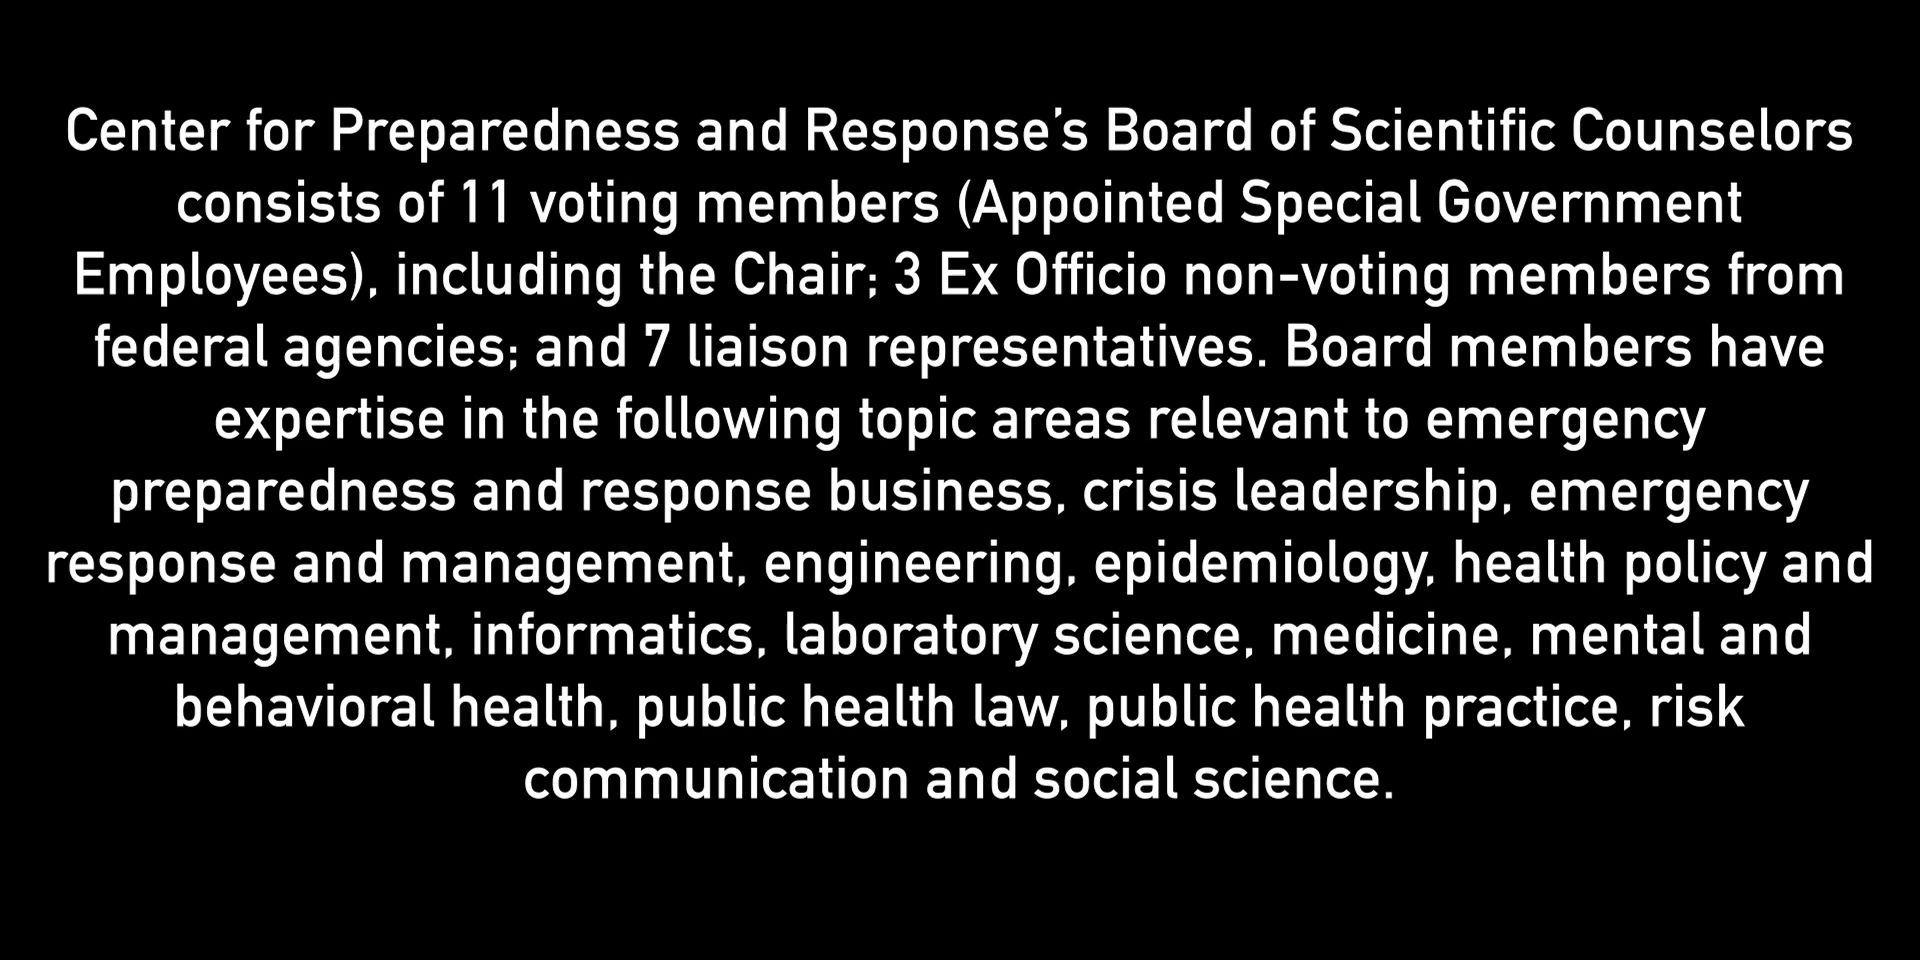 Center for Preparedness and Response’s Board of Scientific Counselors
consists of 11 voting members (Appointed Special Government
Employees), including the Chair; 3 Ex Officio non-voting members from
federal agencies; and 7 liaison representatives. Board members have
expertise in the following topic areas relevant to emergency
preparedness and response business, crisis leadership, emergency
response and management, engineering, epidemiology, health policy and
management, informatics, laboratory science, medicine, mental and
behavioral health, public health law, public health practice, risk
communication and social science.